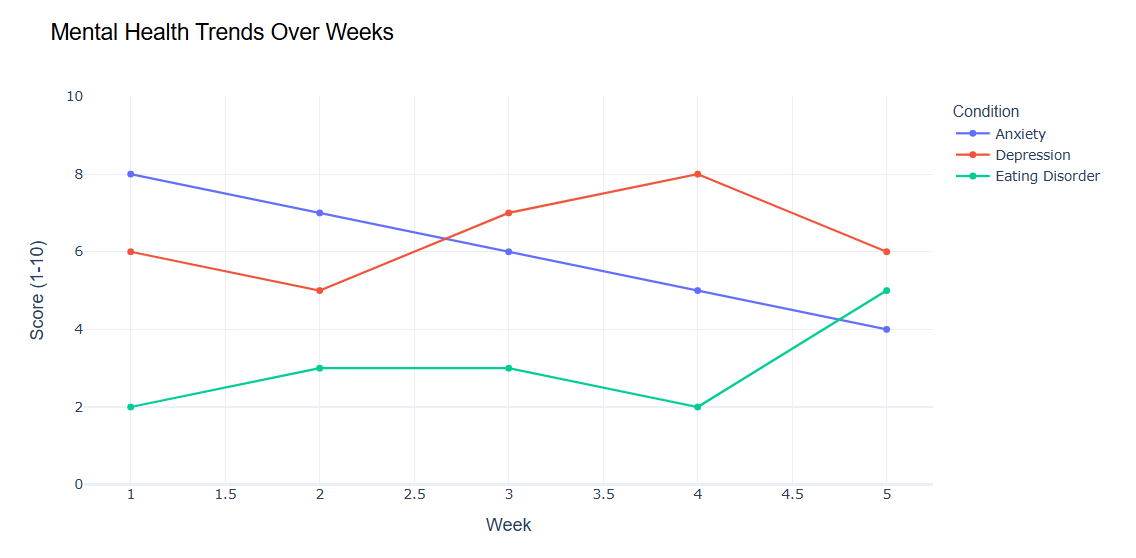 Mental Health Trends Over Weeks
Condition
Anxiety
Depression
Eating Disorder
Score (1-10)
10
8
6
4
2
0
1 1.5 2 2.5 3 3.5 4 4.5 5
Week